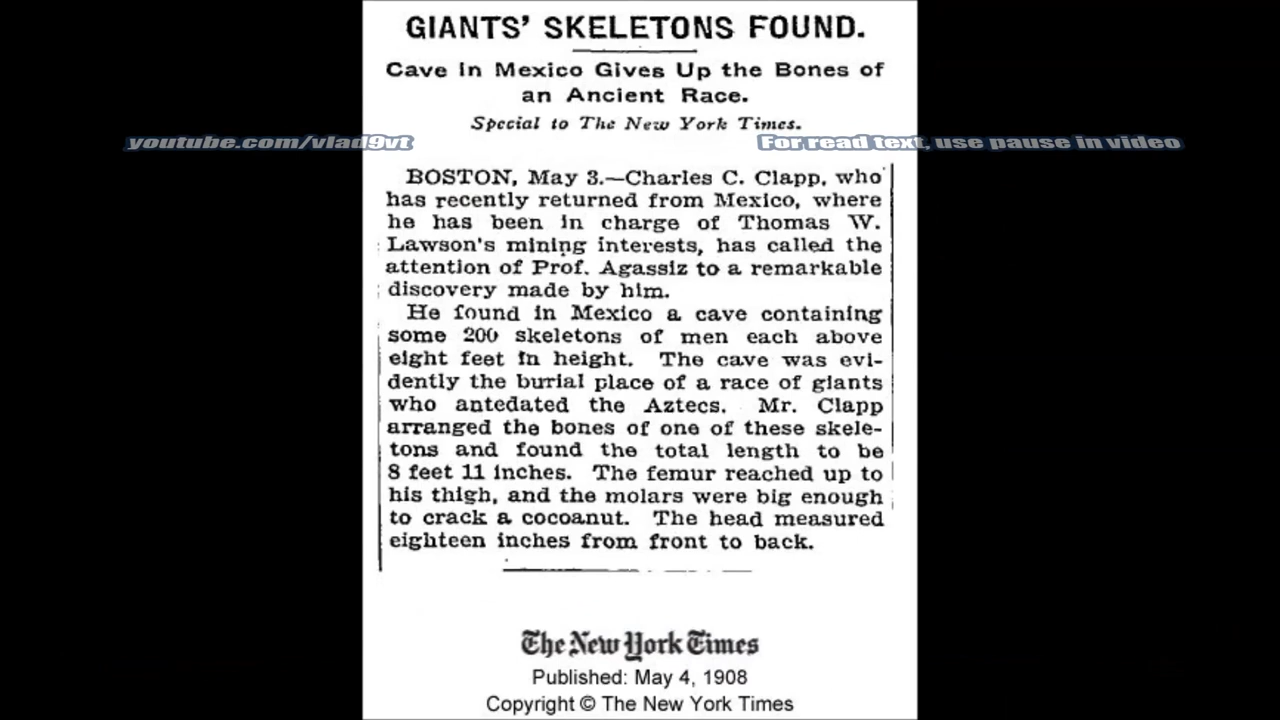 GIANTS' SKELETONS FOUND.
Cave in Mexico Gives Up the Bones of
an Ancient Race.
Special to The New York Times.
youtube.com/vlad9vt
For read text, use pause in video
BOSTON, May 3.—Charles C. Clapp, who
has recently returned from Mexico, where
he has been in charge of Thomas W.
Lawson's mining interests, has called the
attention of Prof. Agassiz to a remarkable
discovery made by him.
He found in Mexico a cave containing
some 200 skeletons of men each above
eight feet in height. The cave was evi-
dently the burial place of a race of giants
who antedated the Aztecs. Mr. Clapp
arranged the bones of one of these skele-
tons and found the total length to be
8 feet 11 inches. The femur reached up to
his thigh, and the molars were big enough
to crack a cocoanut. The head measured
eighteen inches from front to back.
The New York Times
Published: May 4, 1908
Copyright © The New York Times